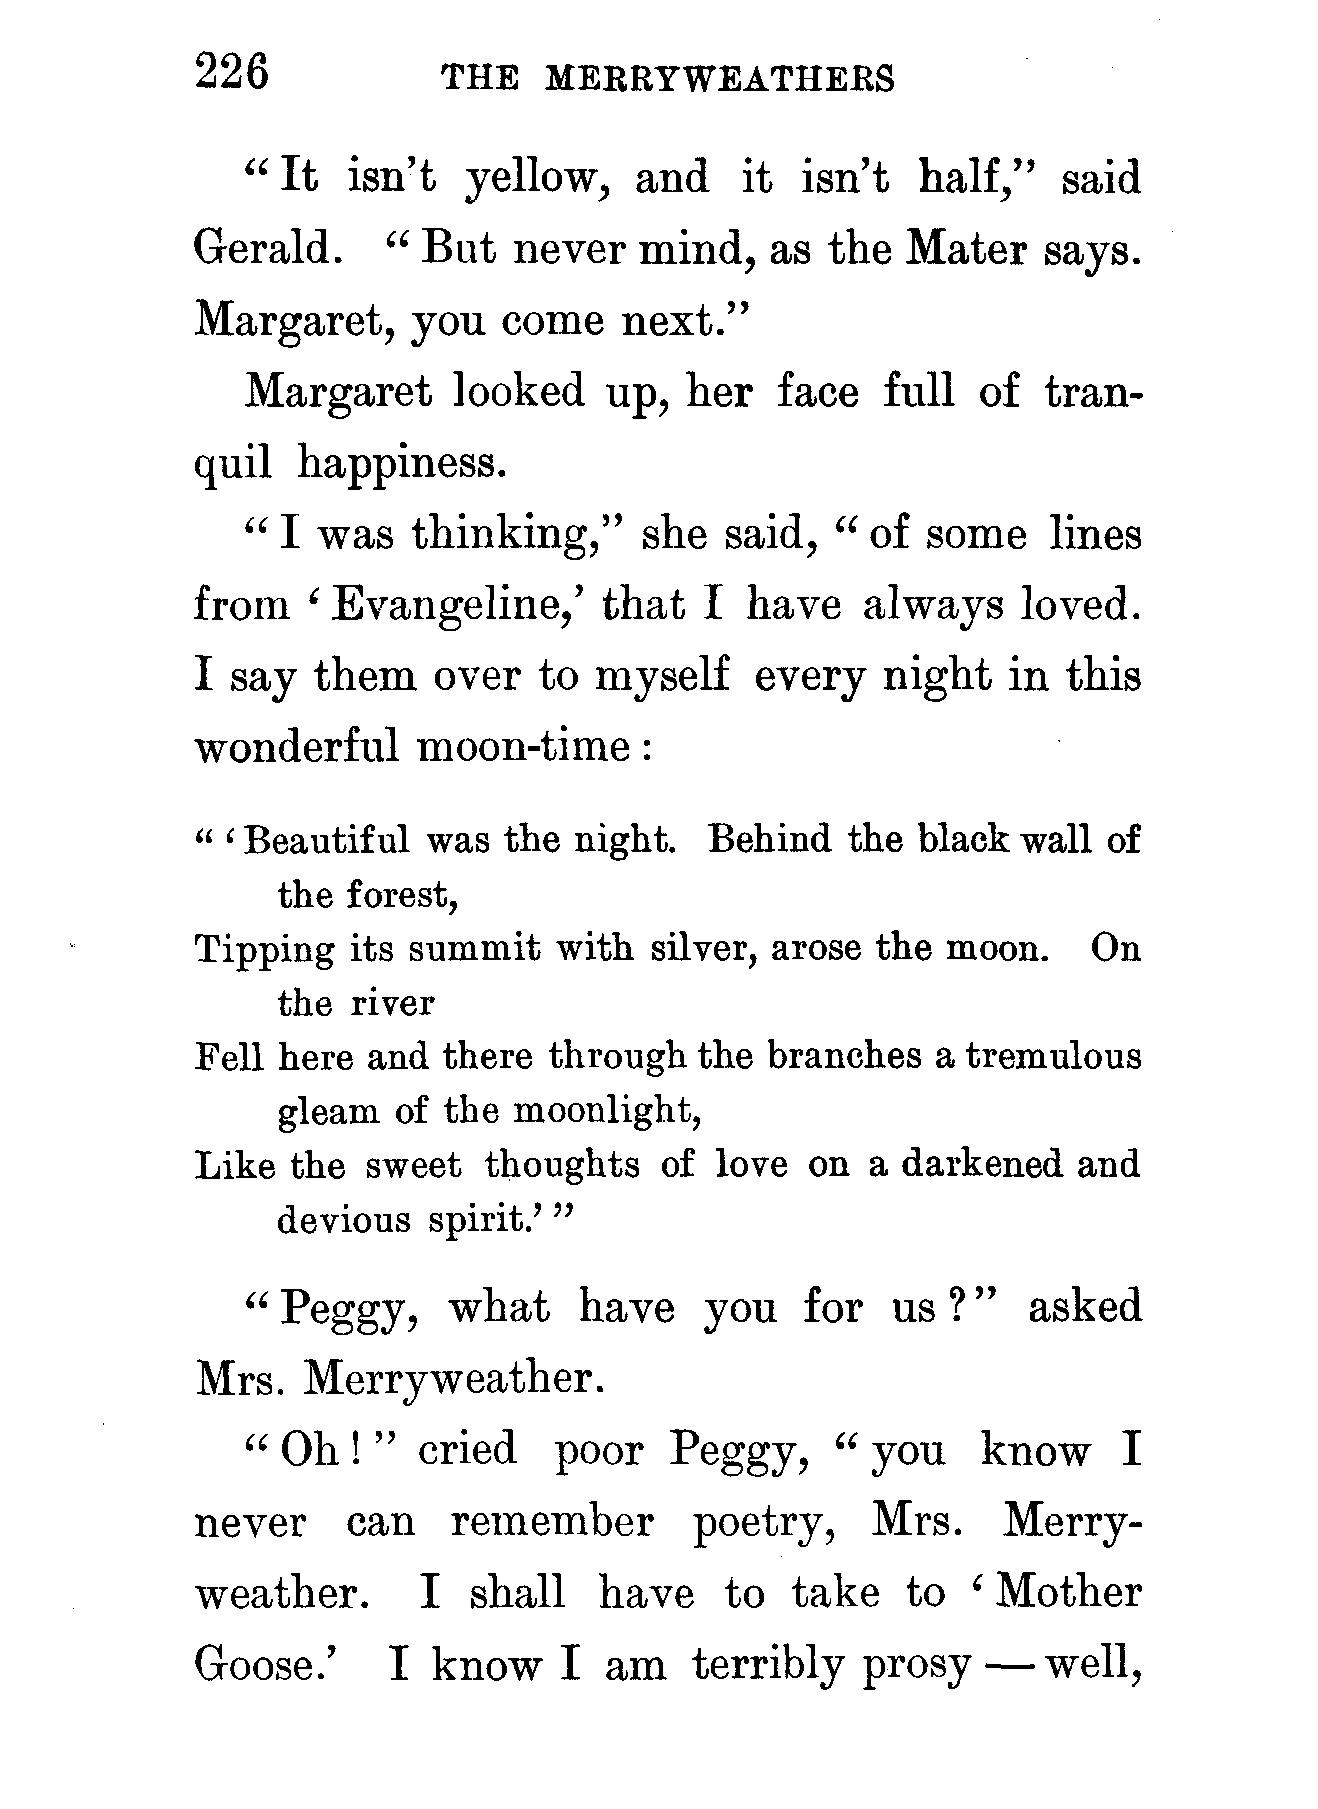 226 THE MERRYWEATHERS
“ It isn’t yellow, and it isn’t half,” said
Gerald. “ But never mind, as the Mater says.
Margaret, you come next.”
Margaret looked up, her face full of tran-
quil happiness.
“ I was thinking,” she said, “ of some lines
from ‘ Evangeline,’ that I have always loved.
I say them over to myself every night in this
wonderful moon-time :
“ ‘ Beautiful was the night. Behind the black wall of
the forest,
Tipping its summit with silver, arose the moon. On
the river
Fell here and there through the branches a tremulous
gleam of the moonlight,
Like the sweet thoughts of love on a darkened and
devious spirit.’ ”
“ Peggy, what have you for us ? ” asked
Mrs. Merryweather.
“ Oh ! ” cried poor Peggy, “ you know I
never can remember poetry, Mrs. Merry-
weather. I shall have to take to ‘ Mother
Goose.’ I know I am terribly prosy — well,